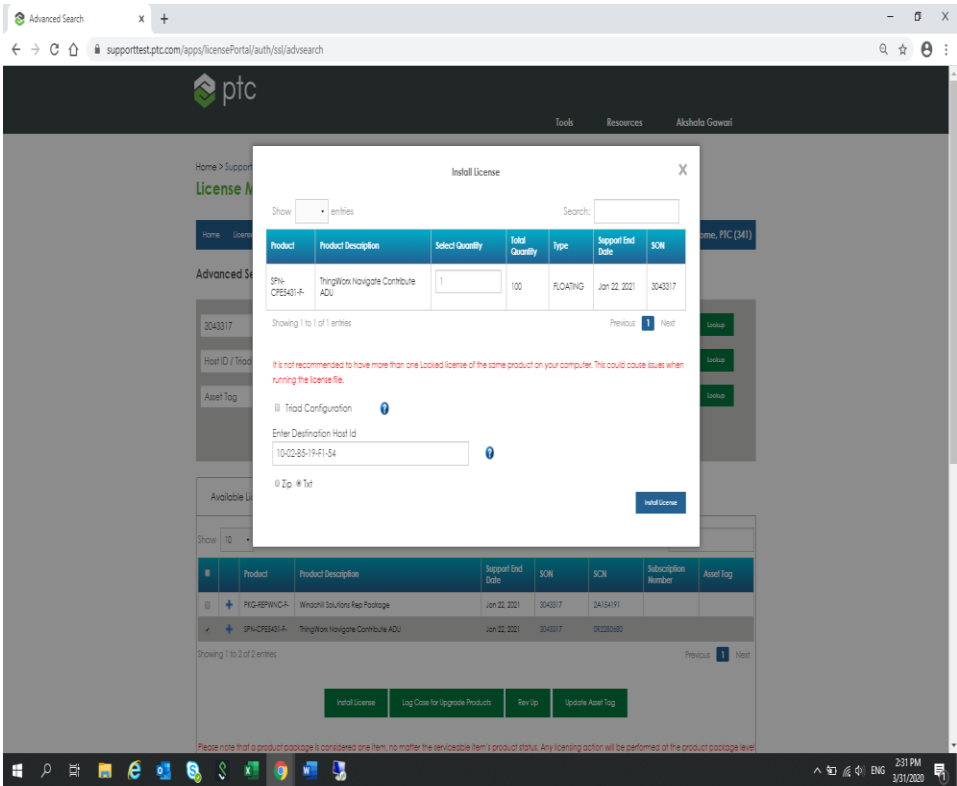 Advanced Search x +
supporttest.ptc.com/apps/licensePortal/auth/ssl/advsearch
ptc
Tools Resources Akshata Gawari
Home > Support
License M
Install License X
Show entries Search:
Home License ome, PTC (341)
Product Product Description Select Quantity Total Quantity Type Support End Date SON
SPN-CPE5431-F- ThingWorx Navigate Contribute ADU 1 100 FLOATING Jan 22, 2021 3043317
Advanced Se
Showing 1 to 1 of 1 entries Previous 1 Next
3043317 Lookup
Host ID / Triad Lookup
Asset Tag Lookup
It is not recommended to have more than one Locked license of the same product on your computer. This could cause issues when
running the license file.
Triad Configuration ?
Enter Destination Host Id
10-02-B5-19-F1-54 ?
Zip Txt
Install License
Available Li
Show 10
Product Product Description Support End Date SON SCN Subscription Number Asset Tag
PKG-REPWNC-F- Windchill Solutions Rep Package Jan 22, 2021 3043317 2A154191
SPN-CPE5431-F- ThingWorx Navigate Contribute ADU Jan 22, 2021 3043317
Showing 1 to 2 of 2 entries Previous 1 Next
Install License Log Case for Upgrade Products Rev Up Update Asset Tag
Please note that a product package is considered one item, no matter the serviceable item's product status. Any licensing action will be performed at the product package level
ENG 2:31 PM
3/31/2020